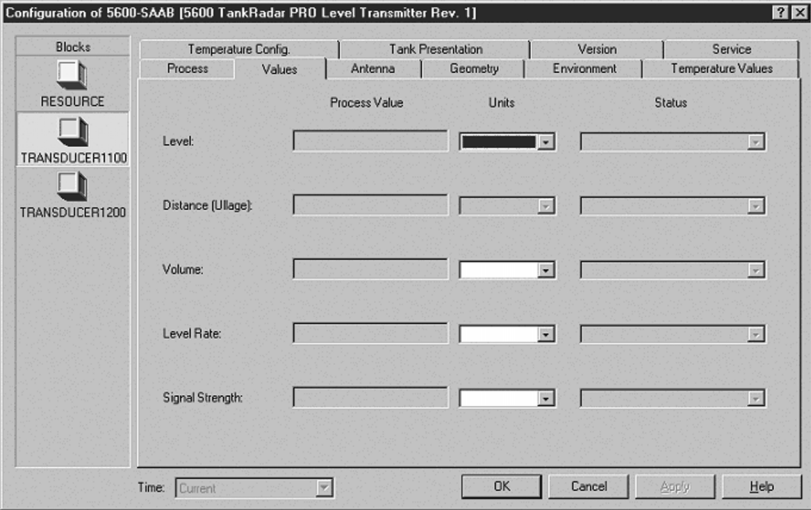 Configuration of 5600-SAAB [5600 TankRadar PRO Level Transmitter Rev. 1]
Blocks
RESOURCE
TRANSDUCER1100
TRANSDUCER1200
Temperature Config. Tank Presentation Version Service
Process Values Antenna Geometry Environment Temperature Values
Process Value Units Status
Level:
Distance (Ullage):
Volume:
Level Rate:
Signal Strength:
Time: Current OK Cancel Apply Help